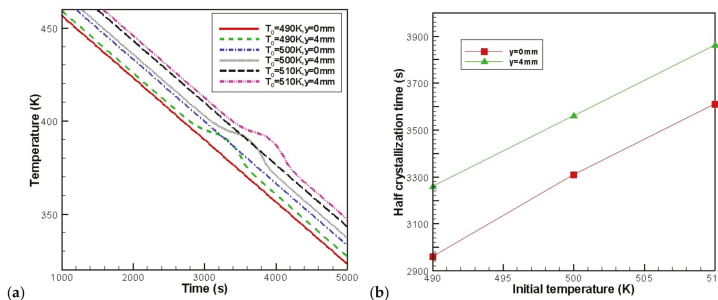 450
400
350
Temperature (K)
T0=490K,y=0mm
T0=490K,y=4mm
T0=500K,y=0mm
T0=500K,y=4mm
T0=510K,y=0mm
T0=510K,y=4mm
1000 2000 3000 4000 5000
Time (s)
(a)
3900
3700
3500
3300
3100
2900
Half crystallization time (s)
y=0mm
y=4mm
490 495 500 505 510
Initial temperature (K)
(b)